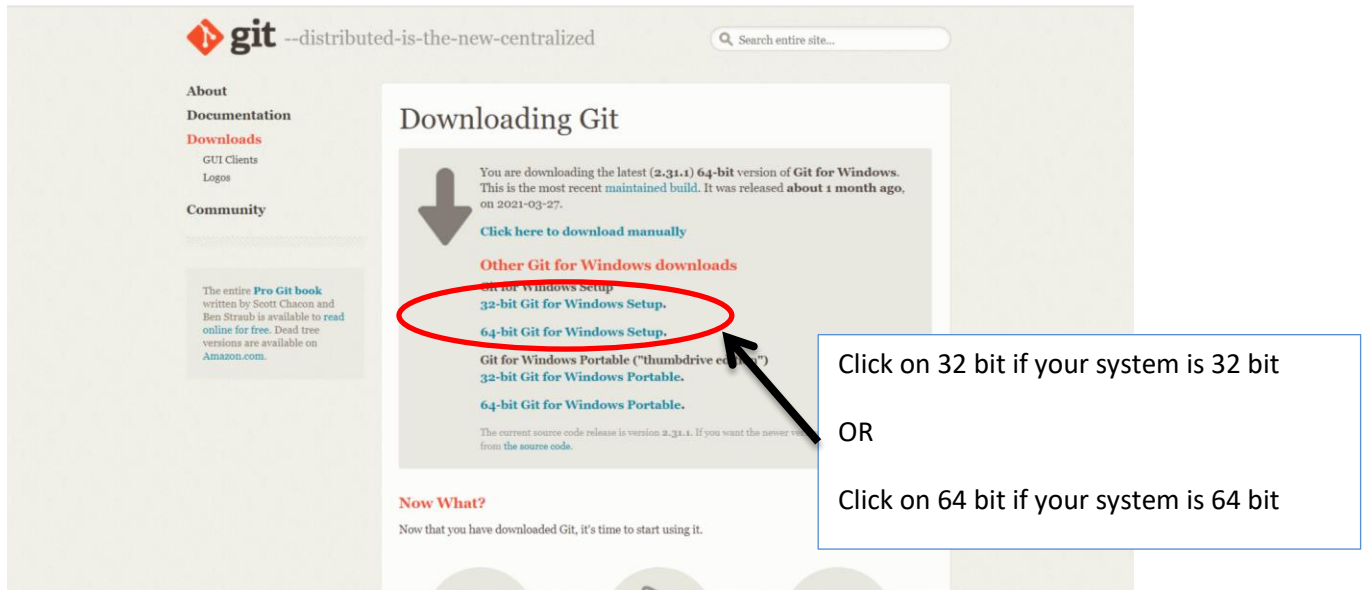 git --distributed-is-the-new-centralized
Search entire site...
About
Documentation
Downloads
GUI Clients
Logos
Community
The entire Pro Git book
written by Scott Chacon and
Ben Straub is available to read
online for free. Dead tree
versions are available on
Amazon.com.
Downloading Git
You are downloading the latest (2.31.1) 64-bit version of Git for Windows.
This is the most recent maintained build. It was released about 1 month ago,
on 2021-03-27.
Click here to download manually
Other Git for Windows downloads
Git for Windows Setup
32-bit Git for Windows Setup.
64-bit Git for Windows Setup.
Git for Windows Portable ("thumbdrive edition")
32-bit Git for Windows Portable.
64-bit Git for Windows Portable.
The current source code release is version 2.31.1. If you want the newer
from the source code.
Now What?
Now that you have downloaded Git, it's time to start using it.
Click on 32 bit if your system is 32 bit
OR
Click on 64 bit if your system is 64 bit